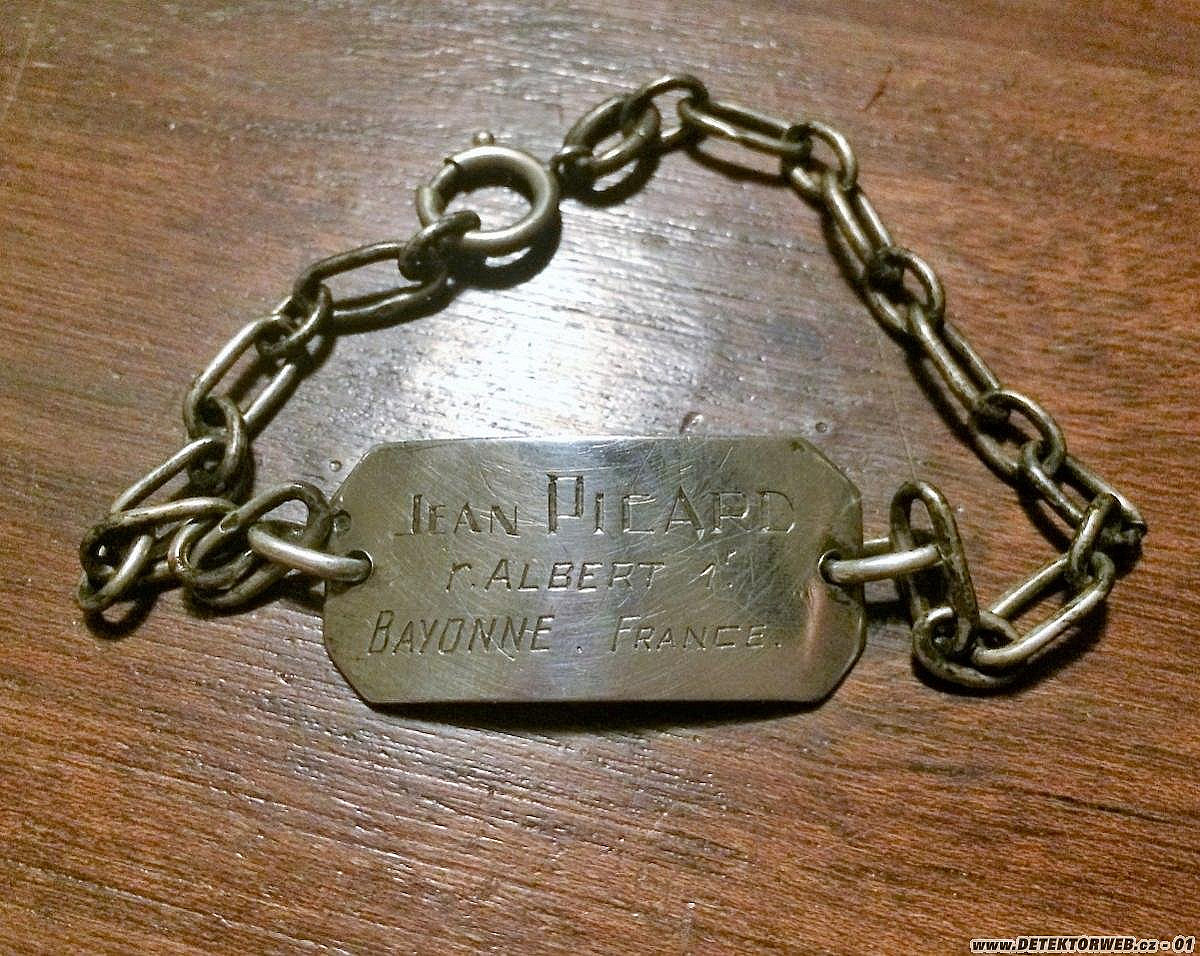 JEAN PICARD
r. ALBERT 1ᵉʳ
BAYONNE . FRANCE.
www.DETEKTORWEB.cz - 01